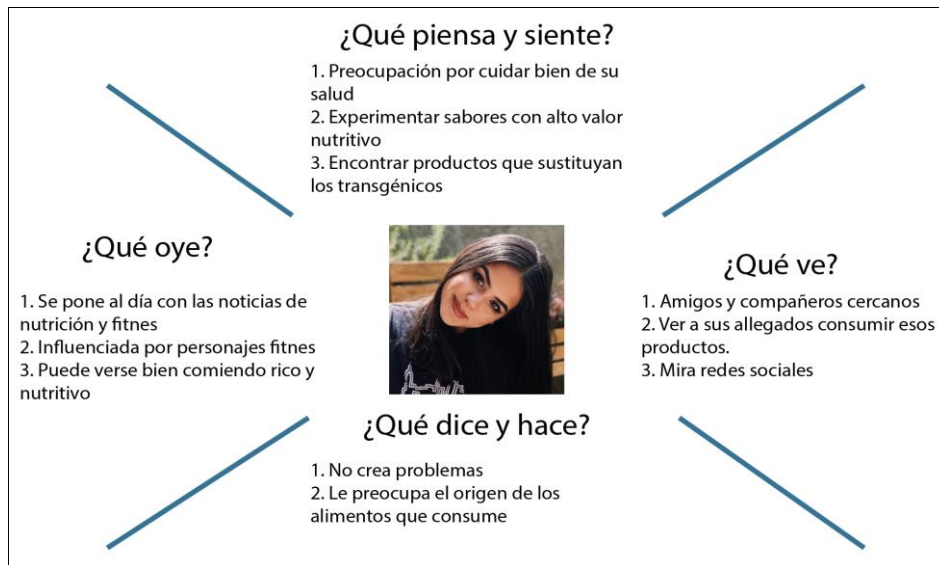 ¿Qué piensa y siente?
1. Preocupación por cuidar bien de su
salud
2. Experimentar sabores con alto valor
nutritivo
3. Encontrar productos que sustituyan
los transgénicos
¿Qué oye?
1. Se pone al día con las noticias de
nutrición y fitnes
2. Influenciada por personajes fitnes
3. Puede verse bien comiendo rico y
nutritivo
¿Qué ve?
1. Amigos y compañeros cercanos
2. Ver a sus allegados consumir esos
productos.
3. Mira redes sociales
¿Qué dice y hace?
1. No crea problemas
2. Le preocupa el origen de los
alimentos que consume